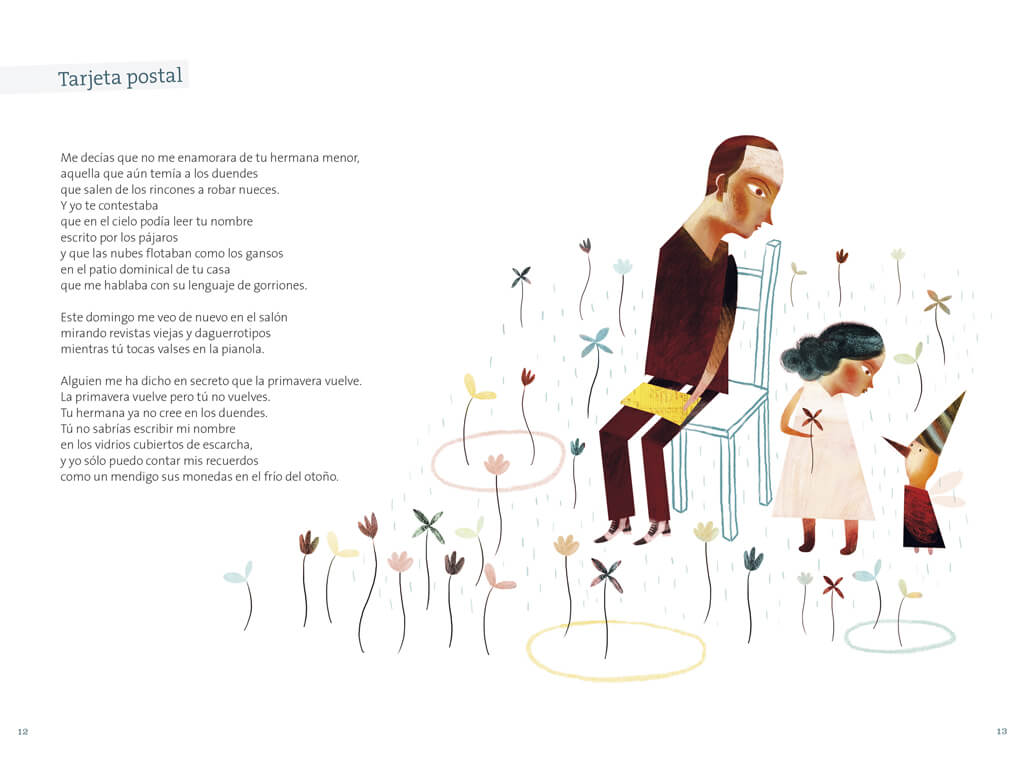 Tarjeta postal
Me decías que no me enamorara de tu hermana menor,
aquella que aún temía a los duendes
que salen de los rincones a robar nueces.
Y yo te contestaba
que en el cielo podía leer tu nombre
escrito por los pájaros
y que las nubes flotaban como los gansos
en el patio dominical de tu casa
que me hablaba con su lenguaje de gorriones.
Este domingo me veo de nuevo en el salón
mirando revistas viejas y daguerrotipos
mientras tú tocas valses en la pianola.
Alguien me ha dicho en secreto que la primavera vuelve.
La primavera vuelve pero tú no vuelves.
Tu hermana ya no cree en los duendes.
Tú no sabrías escribir mi nombre
en los vidrios cubiertos de escarcha,
y yo sólo puedo contar mis recuerdos
como un mendigo sus monedas en el frío del otoño.
12
13